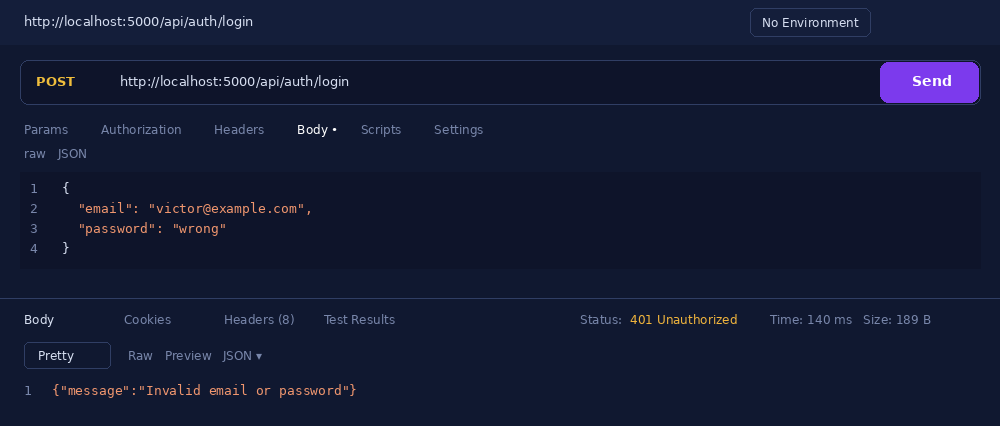 http://localhost:5000/api/auth/login No Environment
POST http://localhost:5000/api/auth/login Send
Params Authorization Headers Body • Scripts Settings
raw JSON
1 {
2 "email": "victor@example.com",
3 "password": "wrong"
4 }
Body Cookies Headers (8) Test Results Status: 401 Unauthorized Time: 140 ms Size: 189 B
Pretty Raw Preview JSON ▾
1 {"message":"Invalid email or password"}